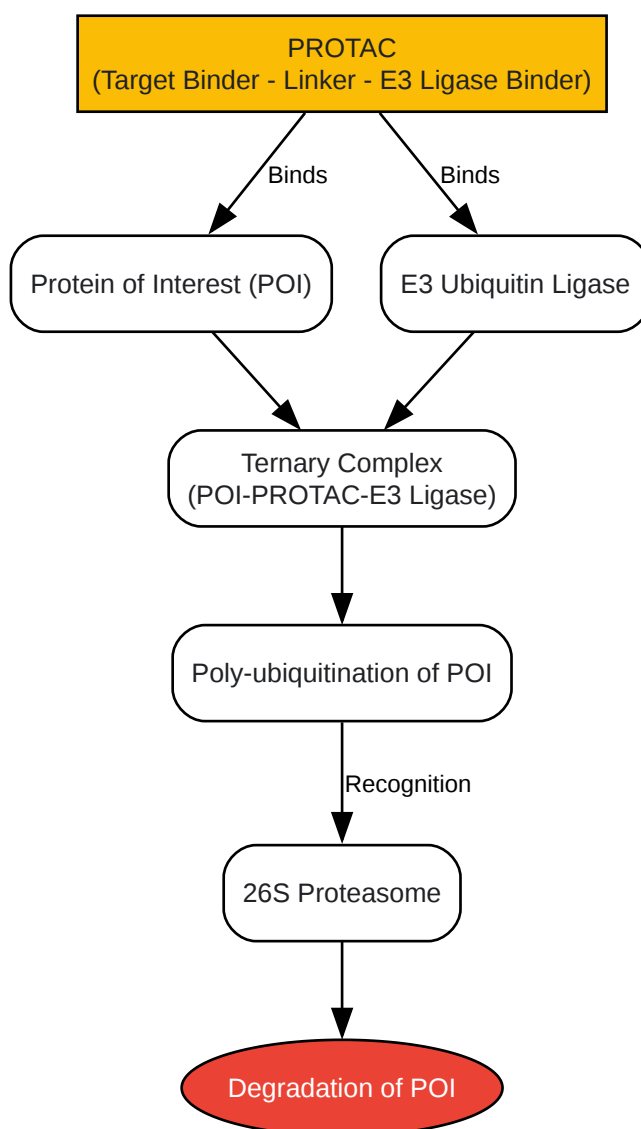 PROTAC
(Target Binder - Linker - E3 Ligase Binder)
Binds
Binds
Protein of Interest (POI)
E3 Ubiquitin Ligase
Ternary Complex
(POI-PROTAC-E3 Ligase)
Poly-ubiquitination of POI
Recognition
26S Proteasome
Degradation of POI